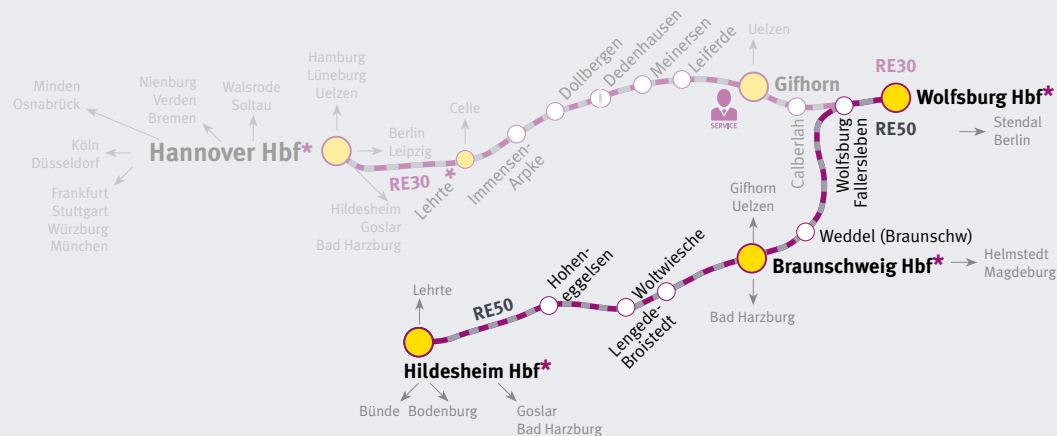 Minden
Osnabrück
Nienburg
Verden
Bremen
Walsrode
Soltau
Hamburg
Lüneburg
Uelzen
Köln
Düsseldorf
Hannover Hbf*
Berlin
Leipzig
Frankfurt
Stuttgart
Würzburg
München
Hildesheim
Goslar
Bad Harzburg
RE30
Celle
Lehrte *
Immensen-
Arpke
Dollbergen
Dedenhausen
Meinersen
Leiferde
Uelzen
Gifhorn
SERVICE
Calberlah
Wolfsburg
Fallersleben
RE30
Wolfsburg Hbf*
RE50
Stendal
Berlin
Gifhorn
Uelzen
Weddel (Braunschw)
Braunschweig Hbf*
Helmstedt
Magdeburg
Bad Harzburg
Woltwiesche
Lengede-
Broistedt
Hohen-
eggelsen
RE50
Lehrte
Hildesheim Hbf*
Bünde
Bodenburg
Goslar
Bad Harzburg